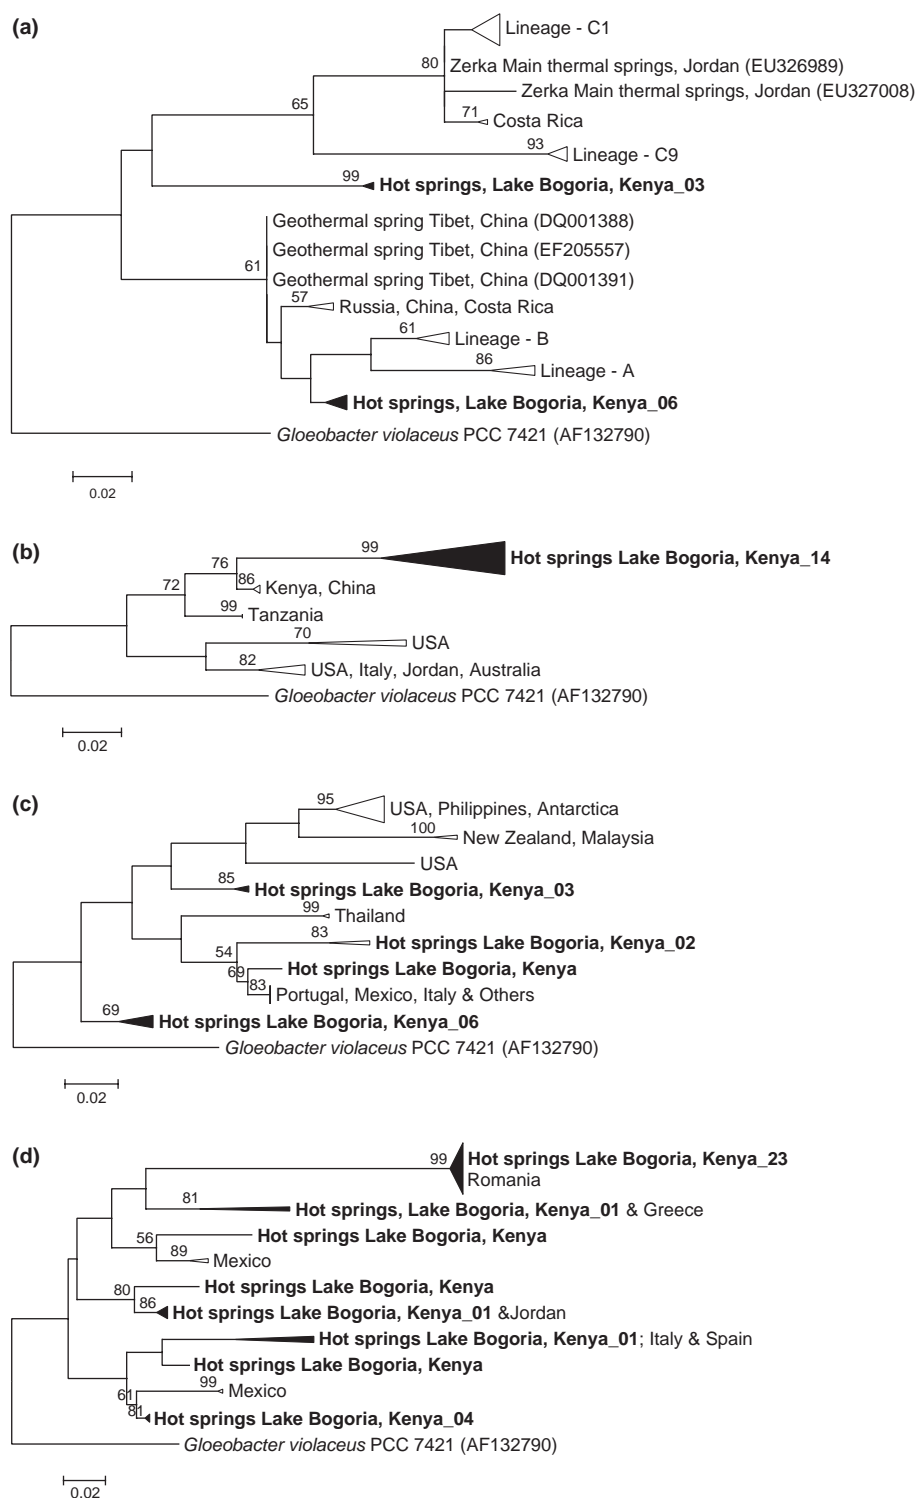 (a)
Lineage - C1
80
Zerka Main thermal springs, Jordan (EU326989)
65
Zerka Main thermal springs, Jordan (EU327008)
71
Costa Rica
93
Lineage - C9
99
Hot springs, Lake Bogoria, Kenya_03
Geothermal spring Tibet, China (DQ001388)
Geothermal spring Tibet, China (EF205557)
61
Geothermal spring Tibet, China (DQ001391)
57
Russia, China, Costa Rica
61
Lineage - B
86
Lineage - A
Hot springs, Lake Bogoria, Kenya_06
Gloeobacter violaceus PCC 7421 (AF132790)
0.02
(b)
99
Hot springs Lake Bogoria, Kenya_14
76
86
Kenya, China
72
99
Tanzania
70
USA
82
USA, Italy, Jordan, Australia
Gloeobacter violaceus PCC 7421 (AF132790)
0.02
(c)
95
USA, Philippines, Antarctica
100
New Zealand, Malaysia
USA
85
Hot springs Lake Bogoria, Kenya_03
99
Thailand
83
Hot springs Lake Bogoria, Kenya_02
54
69
Hot springs Lake Bogoria, Kenya
83
Portugal, Mexico, Italy & Others
69
Hot springs Lake Bogoria, Kenya_06
Gloeobacter violaceus PCC 7421 (AF132790)
0.02
(d)
99
Hot springs Lake Bogoria, Kenya_23
Romania
81
Hot springs, Lake Bogoria, Kenya_01 & Greece
56
Hot springs Lake Bogoria, Kenya
89
Mexico
80
Hot springs Lake Bogoria, Kenya
86
Hot springs Lake Bogoria, Kenya_01 &Jordan
Hot springs Lake Bogoria, Kenya_01; Italy & Spain
Hot springs Lake Bogoria, Kenya
99
Mexico
61
81
Hot springs Lake Bogoria, Kenya_04
Gloeobacter violaceus PCC 7421 (AF132790)
0.02